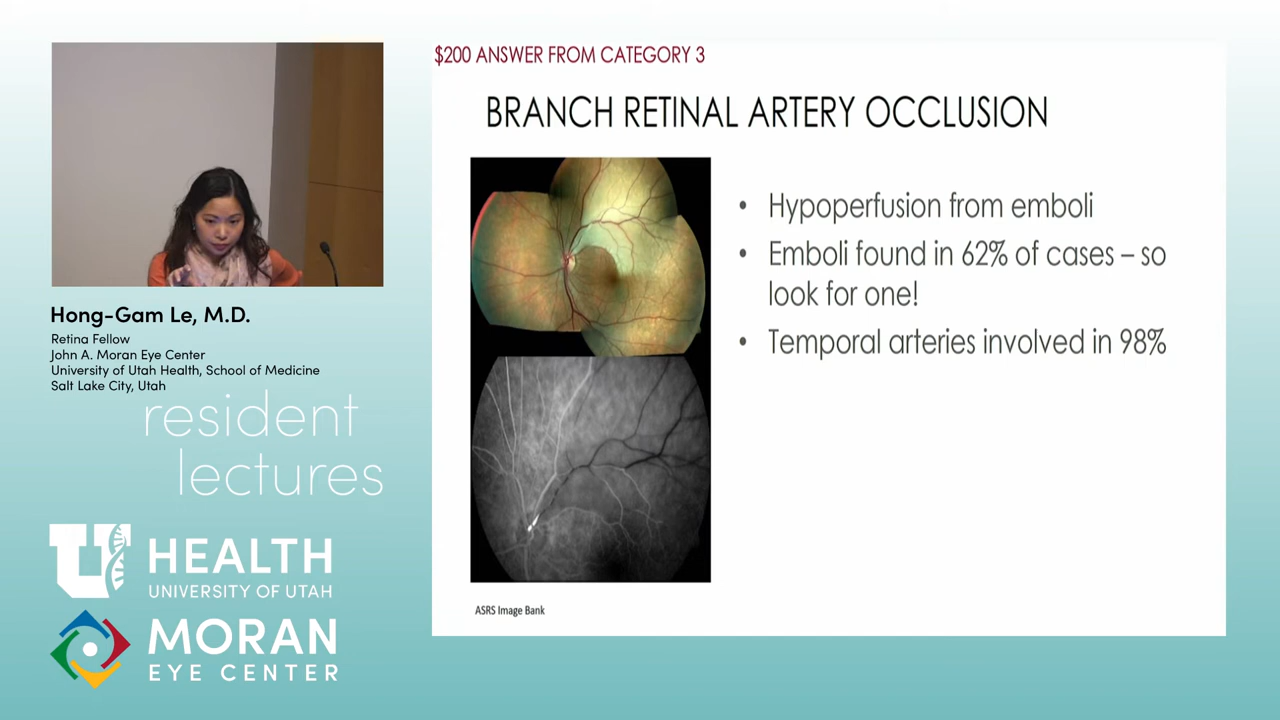 $200 ANSWER FROM CATEGORY 3
BRANCH RETINAL ARTERY OCCLUSION
• Hypoperfusion from emboli
• Emboli found in 62% of cases – so
look for one!
• Temporal arteries involved in 98%
ASRS Image Bank
Hong-Gam Le, M.D.
Retina Fellow
John A. Moran Eye Center
University of Utah Health, School of Medicine
Salt Lake City, Utah
resident
lectures
U HEALTH
UNIVERSITY OF UTAH
MORAN
EYE CENTER